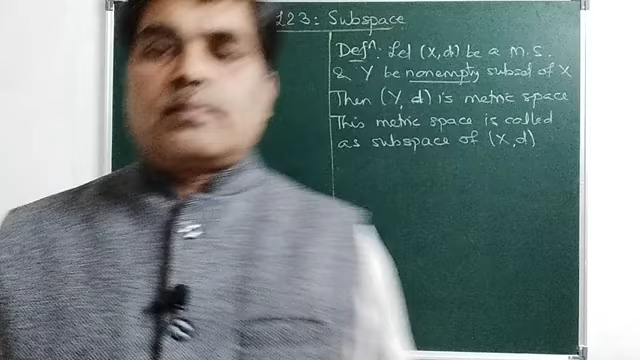 L23: Subspace
Defⁿ: Let (X,d) be a M.S.
& Y be nonempty subset of X
Then (Y, d) is metric space
This metric space is called
as subspace of (X,d)